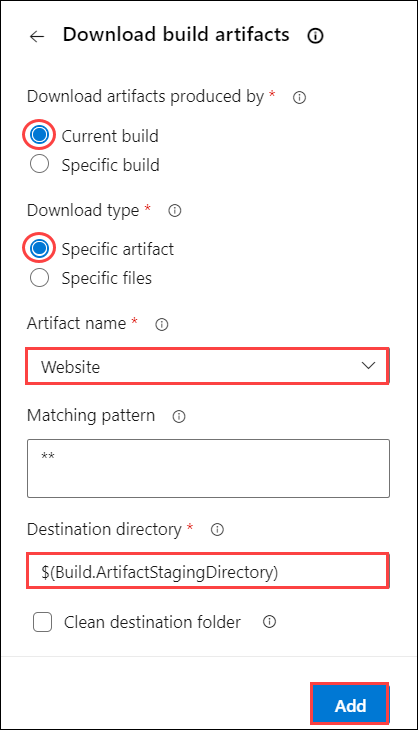 Download build artifacts
Download artifacts produced by *
Current build
Specific build
Download type *
Specific artifact
Specific files
Artifact name *
Website
Matching pattern
**
Destination directory *
$(Build.ArtifactStagingDirectory)
Clean destination folder
Add